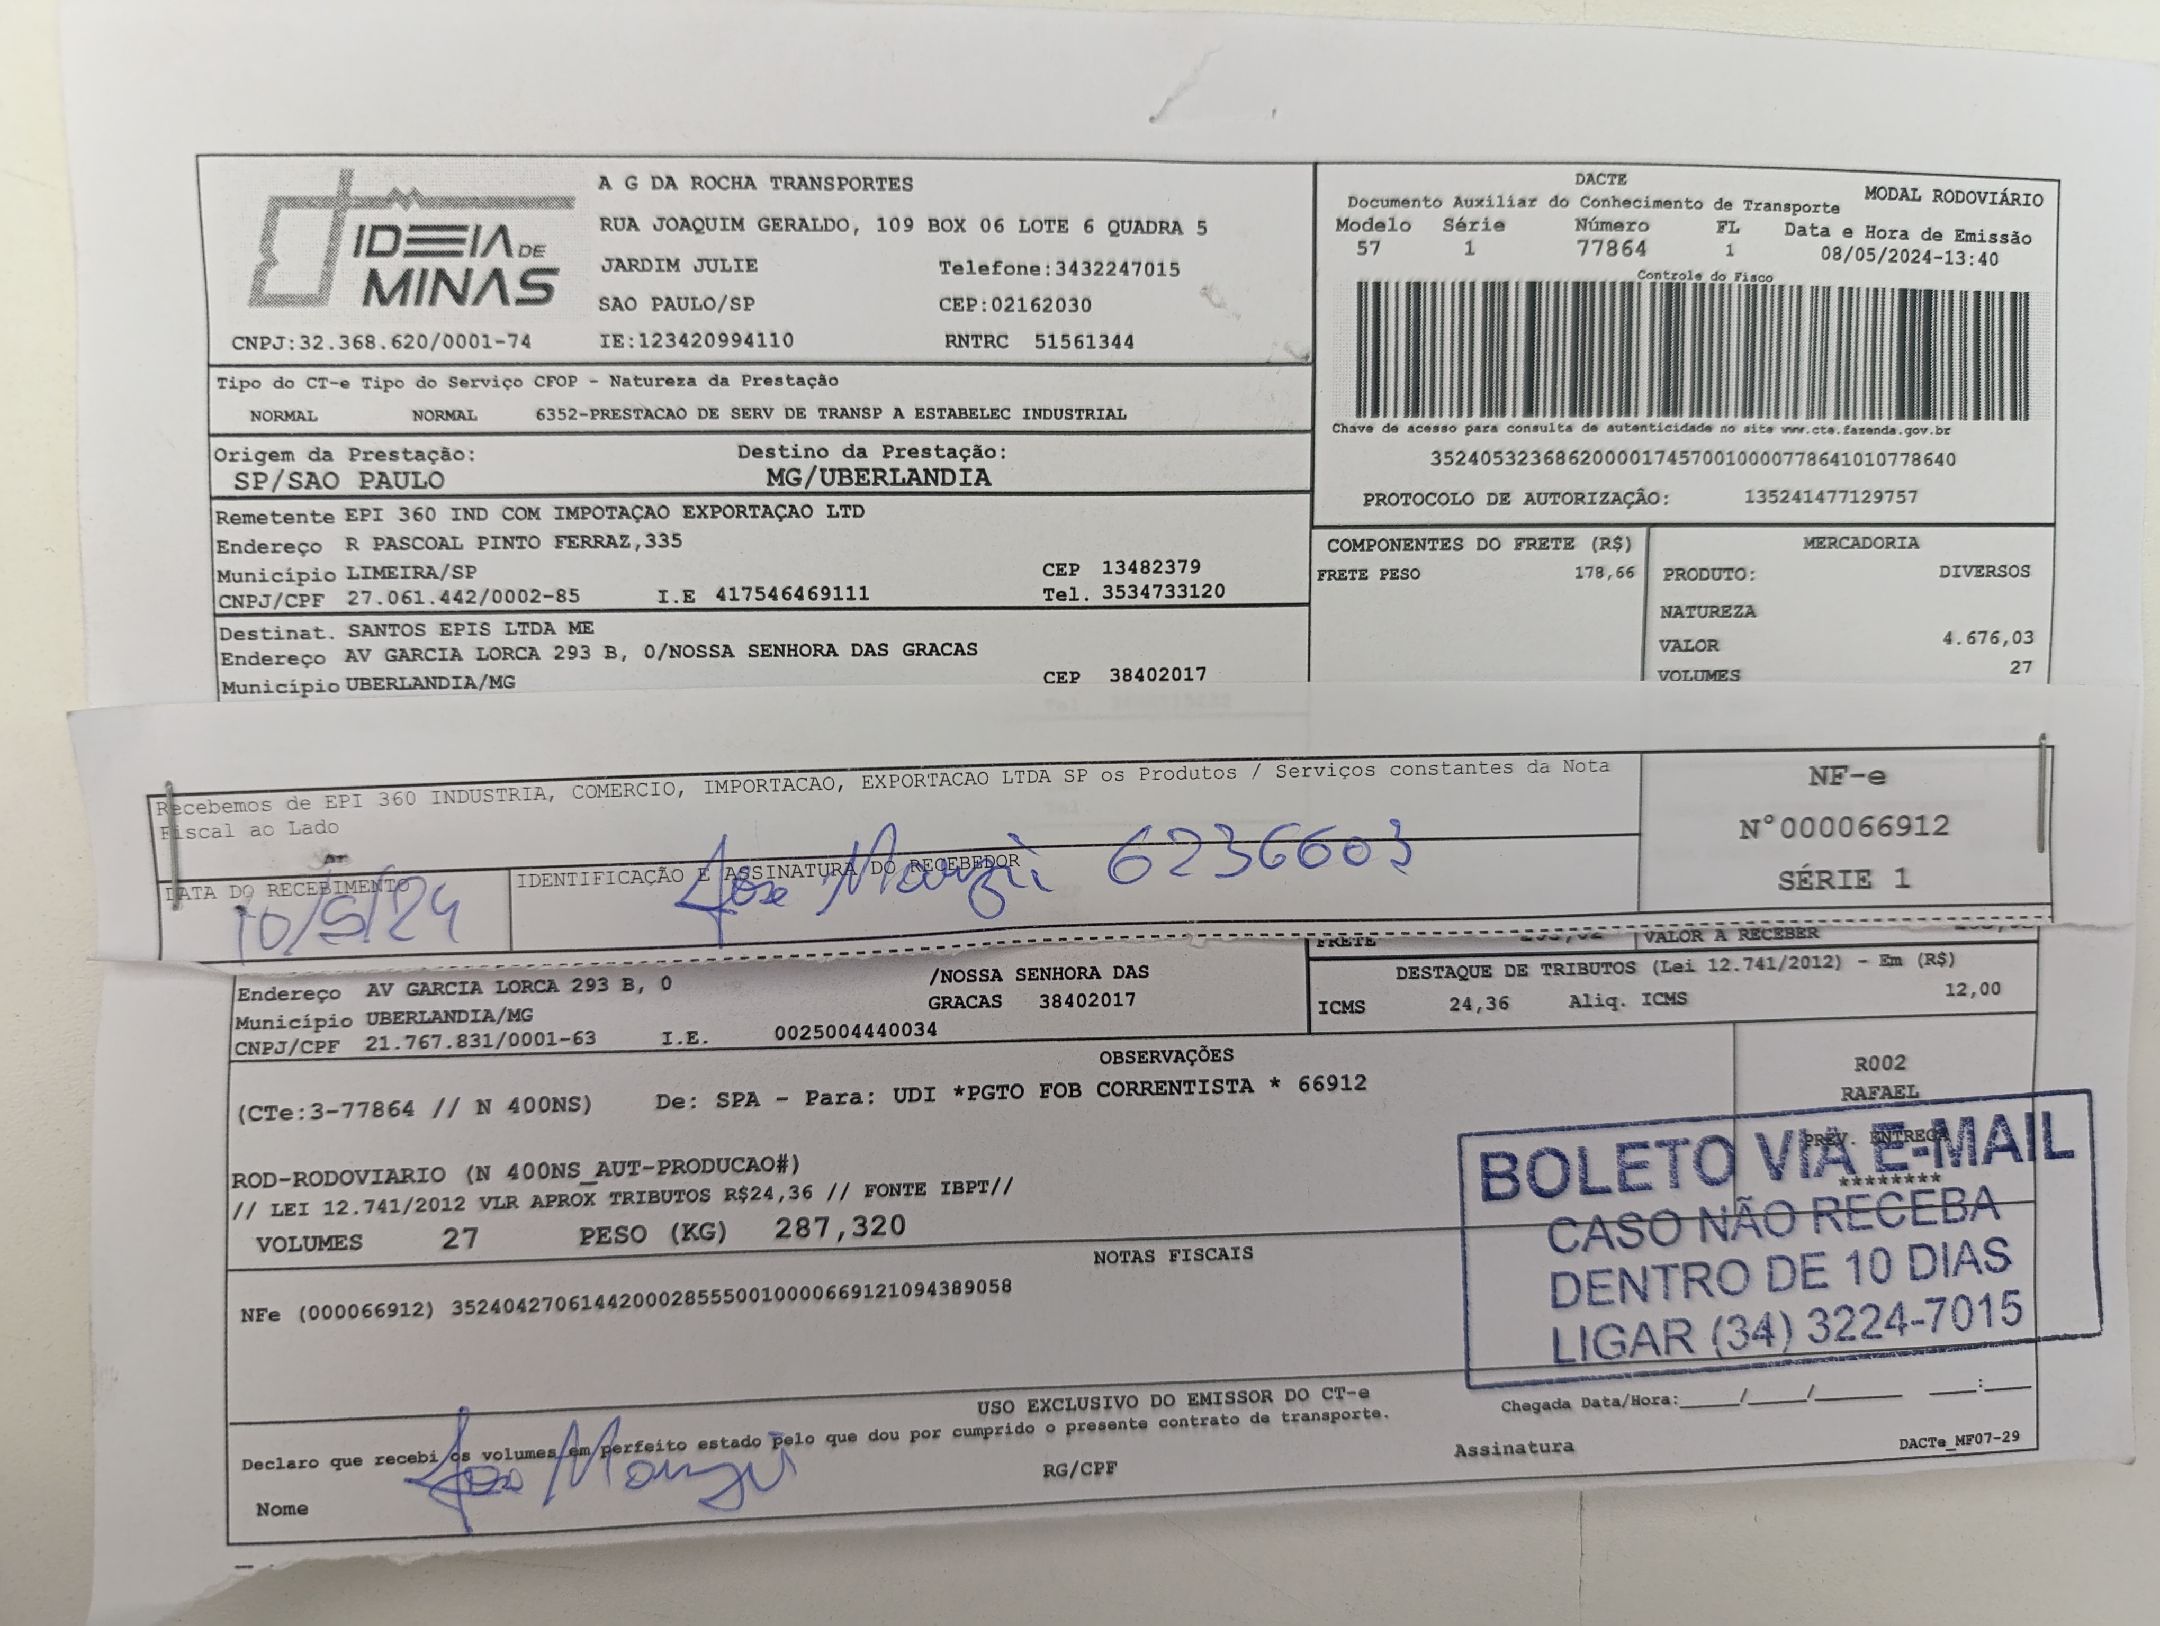 IDEIA DE
MINAS
CNPJ:32.368.620/0001-74
A G DA ROCHA TRANSPORTES
RUA JOAQUIM GERALDO, 109 BOX 06 LOTE 6 QUADRA 5
JARDIM JULIE Telefone:3432247015
SAO PAULO/SP CEP:02162030
IE:123420994110 RNTRC 51561344
DACTE
Documento Auxiliar do Conhecimento de Transporte MODAL RODOVIÁRIO
Modelo Série Número FL Data e Hora de Emissão
57 1 77864 1 08/05/2024-13:40
Controle do Fisco
Chave de acesso para consulta de autenticidade no site www.cte.fazenda.gov.br
35240532368620000174570010000778641010778640
PROTOCOLO DE AUTORIZAÇÃO: 135241477129757
Tipo do CT-e Tipo do Serviço CFOP - Natureza da Prestação
NORMAL NORMAL 6352-PRESTACAO DE SERV DE TRANSP A ESTABELEC INDUSTRIAL
Origem da Prestação: Destino da Prestação:
SP/SAO PAULO MG/UBERLANDIA
Remetente EPI 360 IND COM IMPOTAÇAO EXPORTAÇAO LTD
Endereço R PASCOAL PINTO FERRAZ,335
Município LIMEIRA/SP CEP 13482379
CNPJ/CPF 27.061.442/0002-85 I.E 417546469111 Tel. 3534733120
COMPONENTES DO FRETE (R$) MERCADORIA
FRETE PESO 178,66 PRODUTO: DIVERSOS
NATUREZA
VALOR 4.676,03
VOLUMES 27
Destinat. SANTOS EPIS LTDA ME
Endereço AV GARCIA LORCA 293 B, 0/NOSSA SENHORA DAS GRACAS
Município UBERLANDIA/MG CEP 38402017
Recebemos de EPI 360 INDUSTRIA, COMERCIO, IMPORTACAO, EXPORTACAO LTDA SP os Produtos / Serviços constantes da Nota
Fiscal ao Lado
DATA DO RECEBIMENTO IDENTIFICAÇÃO E ASSINATURA DO RECEBEDOR
10/5/24 6236603
NF-e
N°000066912
SÉRIE 1
FRETE VALOR A RECEBER
Endereço AV GARCIA LORCA 293 B, 0 /NOSSA SENHORA DAS
GRACAS 38402017
Município UBERLANDIA/MG
CNPJ/CPF 21.767.831/0001-63 I.E. 0025004440034
DESTAQUE DE TRIBUTOS (Lei 12.741/2012) - Em (R$)
ICMS 24,36 Aliq. ICMS 12,00
OBSERVAÇÕES
(CTe:3-77864 // N 400NS) De: SPA - Para: UDI *PGTO FOB CORRENTISTA * 66912
R002
RAFAEL
PREV. ENTREGA
********
ROD-RODOVIARIO (N 400NS_AUT-PRODUCAO#)
// LEI 12.741/2012 VLR APROX TRIBUTOS R$24,36 // FONTE IBPT//
VOLUMES 27 PESO (KG) 287,320
BOLETO VIA E-MAIL
CASO NÃO RECEBA
DENTRO DE 10 DIAS
LIGAR (34) 3224-7015
NOTAS FISCAIS
NFe (000066912) 35240427061442000285550010000669121094389058
USO EXCLUSIVO DO EMISSOR DO CT-e
Declaro que recebi os volumes em perfeito estado pelo que dou por cumprido o presente contrato de transporte.
Chegada Data/Hora:_____/_____/________ ____:____
Nome RG/CPF Assinatura
DACTe_MF07-29